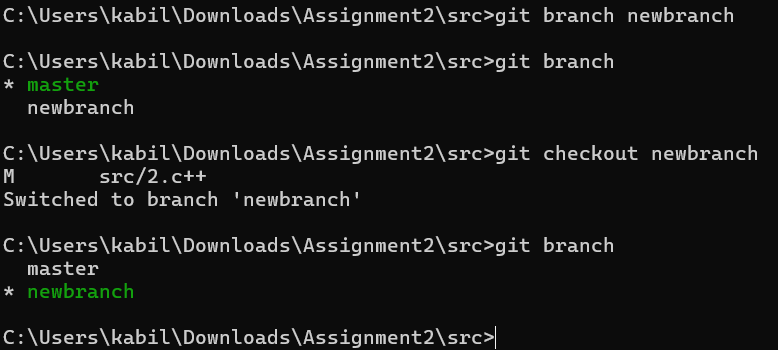 C:\Users\kabil\Downloads\Assignment2\src>git branch newbranch
C:\Users\kabil\Downloads\Assignment2\src>git branch
* master
  newbranch
C:\Users\kabil\Downloads\Assignment2\src>git checkout newbranch
M       src/2.c++
Switched to branch 'newbranch'
C:\Users\kabil\Downloads\Assignment2\src>git branch
  master
* newbranch
C:\Users\kabil\Downloads\Assignment2\src>